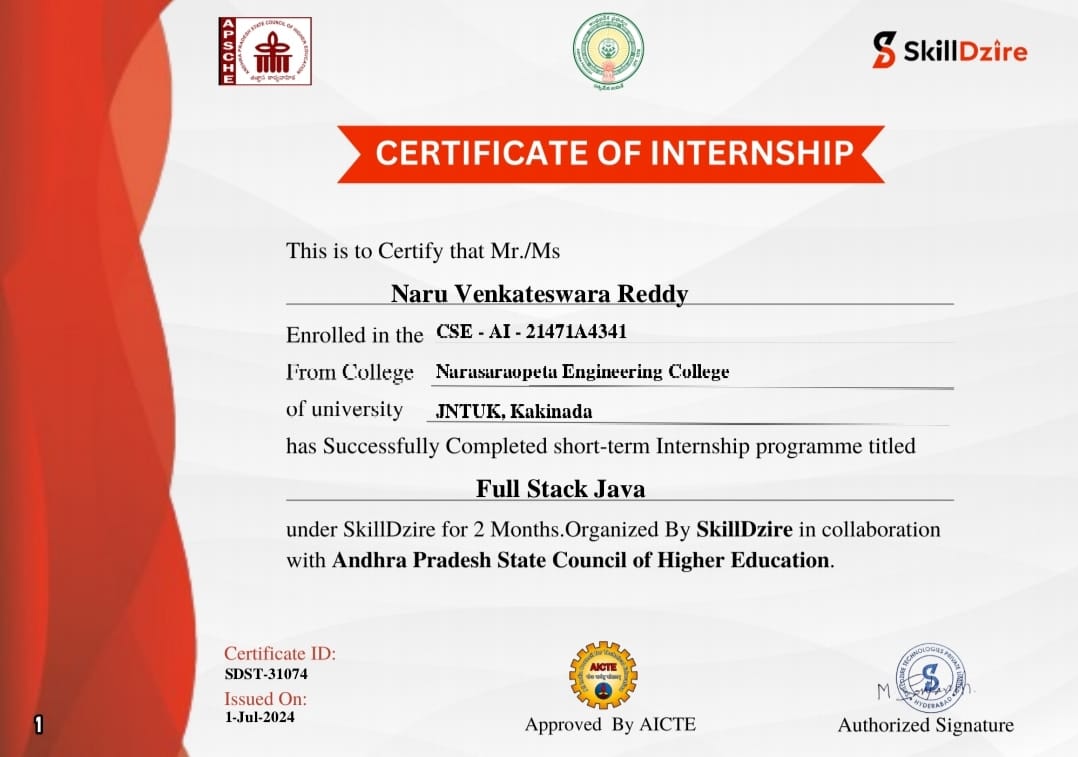 APSCHE
ANDHRA PRADESH STATE COUNCIL OF HIGHER EDUCATION
SkillDzire
CERTIFICATE OF INTERNSHIP
This is to Certify that Mr./Ms
Naru Venkateswara Reddy
Enrolled in the CSE - AI - 21471A4341
From College Narasaraopeta Engineering College
of university JNTUK, Kakinada
has Successfully Completed short-term Internship programme titled
Full Stack Java
under SkillDzire for 2 Months.Organized By SkillDzire in collaboration
with Andhra Pradesh State Council of Higher Education.
Certificate ID:
SDST-31074
Issued On:
1-Jul-2024
AICTE
Approved By AICTE
SKILLDZIRE TECHNOLOGIES PRIVATE LIMITED
HYDERABAD
Authorized Signature
1